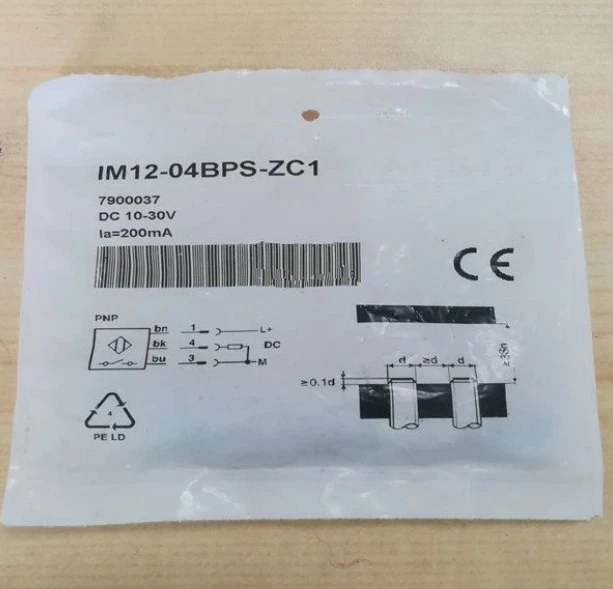 IM12-04BPS-ZC1
7900037
DC 10-30V
Ia=200mA
CE
PNP
bn 1 L+
bk 4 DC
bu 3 M
d ≥d d
≥0.1d
4
PE LD